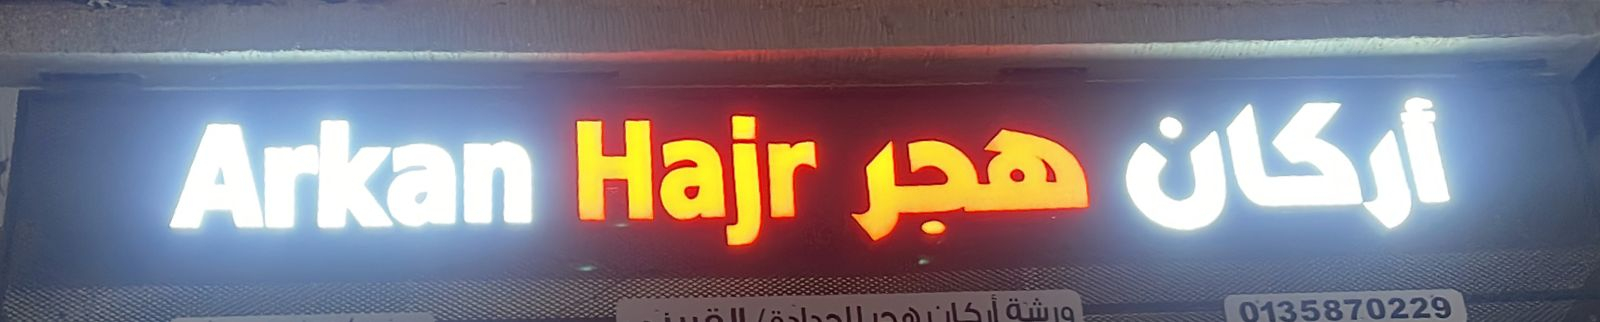 Arkan Hajr أركان هجر
ورشة أركان هجر للحدادة/
0135870229